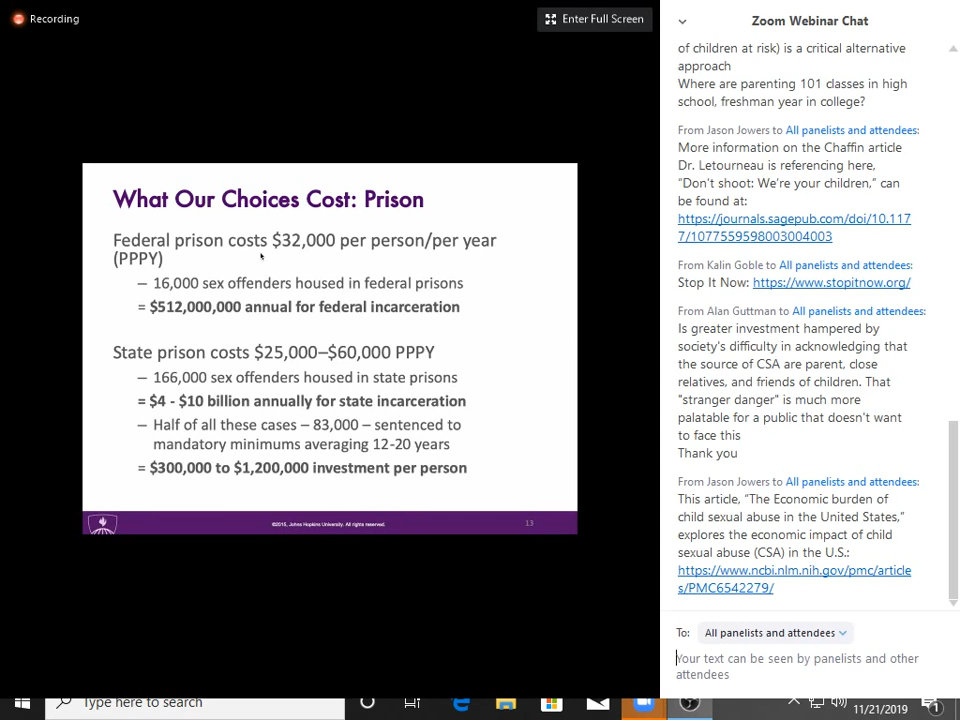 Recording
Enter Full Screen
What Our Choices Cost: Prison
Federal prison costs $32,000 per person/per year
(PPPY)
– 16,000 sex offenders housed in federal prisons
= $512,000,000 annual for federal incarceration
State prison costs $25,000–$60,000 PPPY
– 166,000 sex offenders housed in state prisons
= $4 - $10 billion annually for state incarceration
– Half of all these cases – 83,000 – sentenced to
mandatory minimums averaging 12-20 years
= $300,000 to $1,200,000 investment per person
©2015, Johns Hopkins University. All rights reserved.
13
Zoom Webinar Chat
of children at risk) is a critical alternative
approach
Where are parenting 101 classes in high
school, freshman year in college?
From Jason Jowers to All panelists and attendees:
More information on the Chaffin article
Dr. Letourneau is referencing here,
“Don't shoot: We’re your children,” can
be found at:
https://journals.sagepub.com/doi/10.117
7/1077559598003004003
From Kalin Goble to All panelists and attendees:
Stop It Now: https://www.stopitnow.org/
From Alan Guttman to All panelists and attendees:
Is greater investment hampered by
society's difficulty in acknowledging that
the source of CSA are parent, close
relatives, and friends of children. That
"stranger danger" is much more
palatable for a public that doesn't want
to face this
Thank you
From Jason Jowers to All panelists and attendees:
This article, “The Economic burden of
child sexual abuse in the United States,”
explores the economic impact of child
sexual abuse (CSA) in the U.S.:
https://www.ncbi.nlm.nih.gov/pmc/article
s/PMC6542279/
To: All panelists and attendees
Your text can be seen by panelists and other
attendees
Type here to search
11/21/2019
1